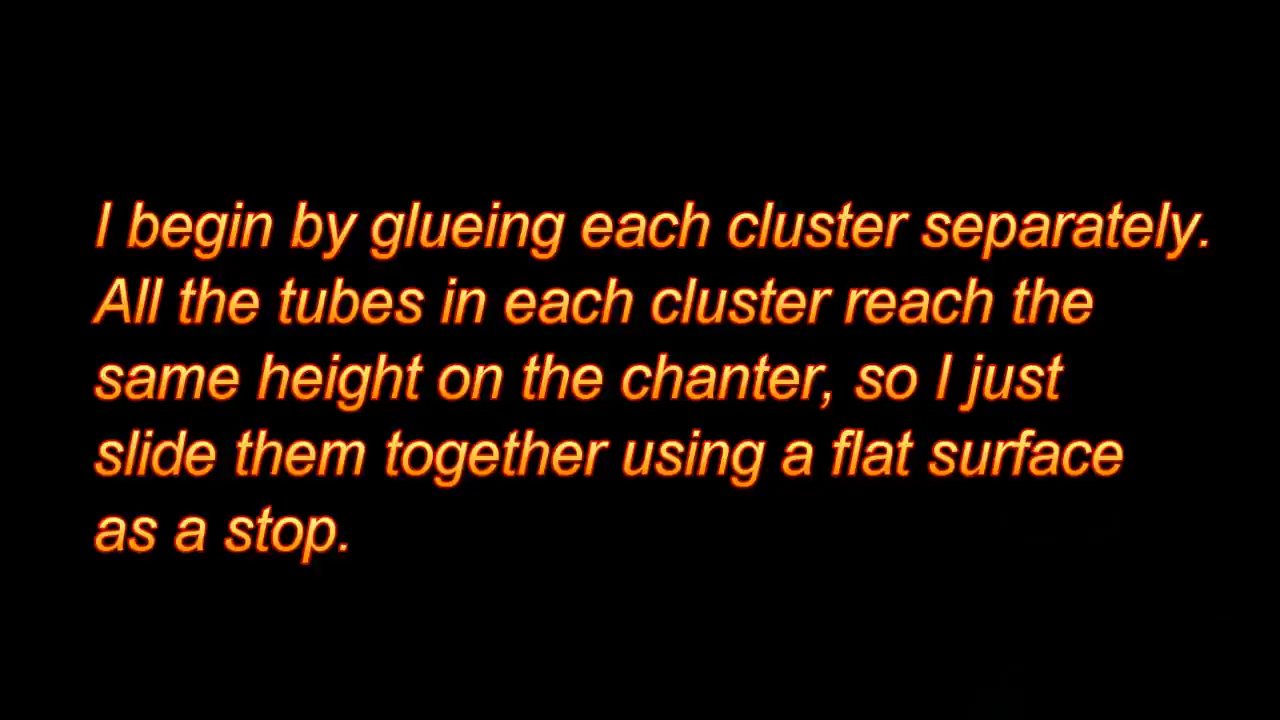 I begin by glueing each cluster separately.
All the tubes in each cluster reach the
same height on the chanter, so I just
slide them together using a flat surface
as a stop.